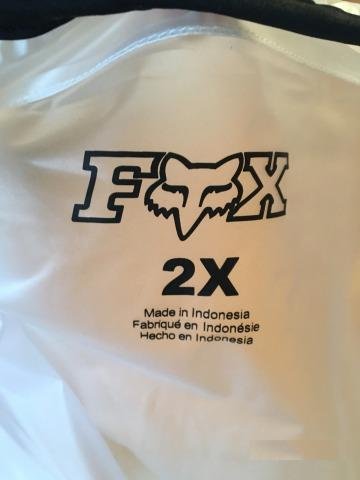 FOX
2X
Made in Indonesia
Fabriqué en Indonésie
Hecho en Indonesia